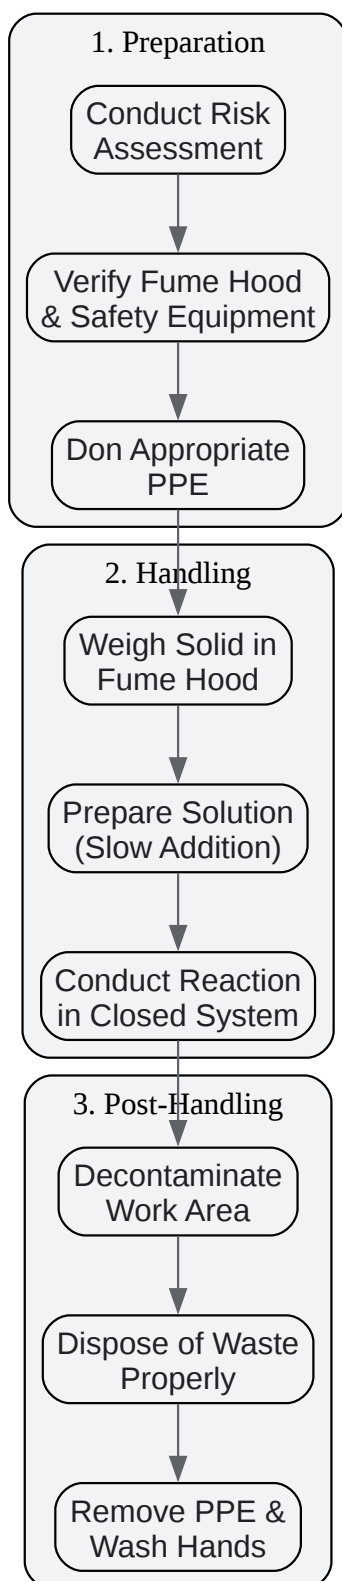 1. Preparation
Conduct Risk
Assessment
Verify Fume Hood
& Safety Equipment
Don Appropriate
PPE
2. Handling
Weigh Solid in
Fume Hood
Prepare Solution
(Slow Addition)
Conduct Reaction
in Closed System
3. Post-Handling
Decontaminate
Work Area
Dispose of Waste
Properly
Remove PPE &
Wash Hands